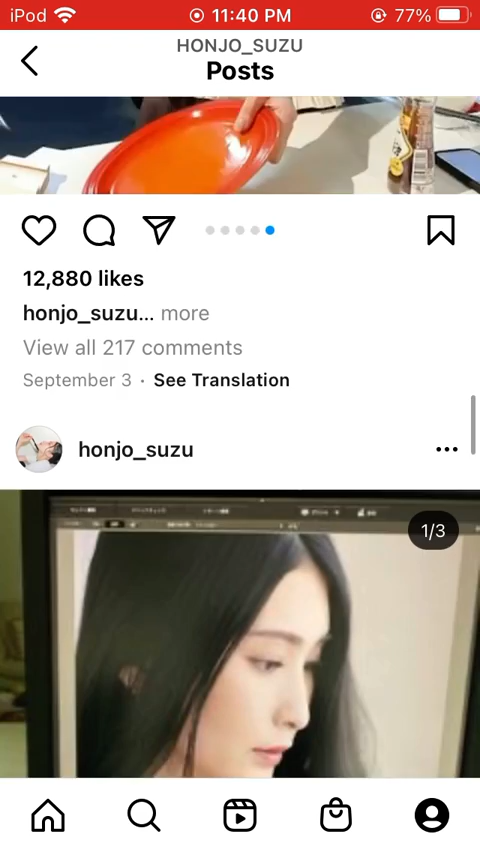 iPod 11:40 PM 77%
HONJO_SUZU
Posts
12,880 likes
honjo_suzu... more
View all 217 comments
September 3 · See Translation
honjo_suzu
1/3